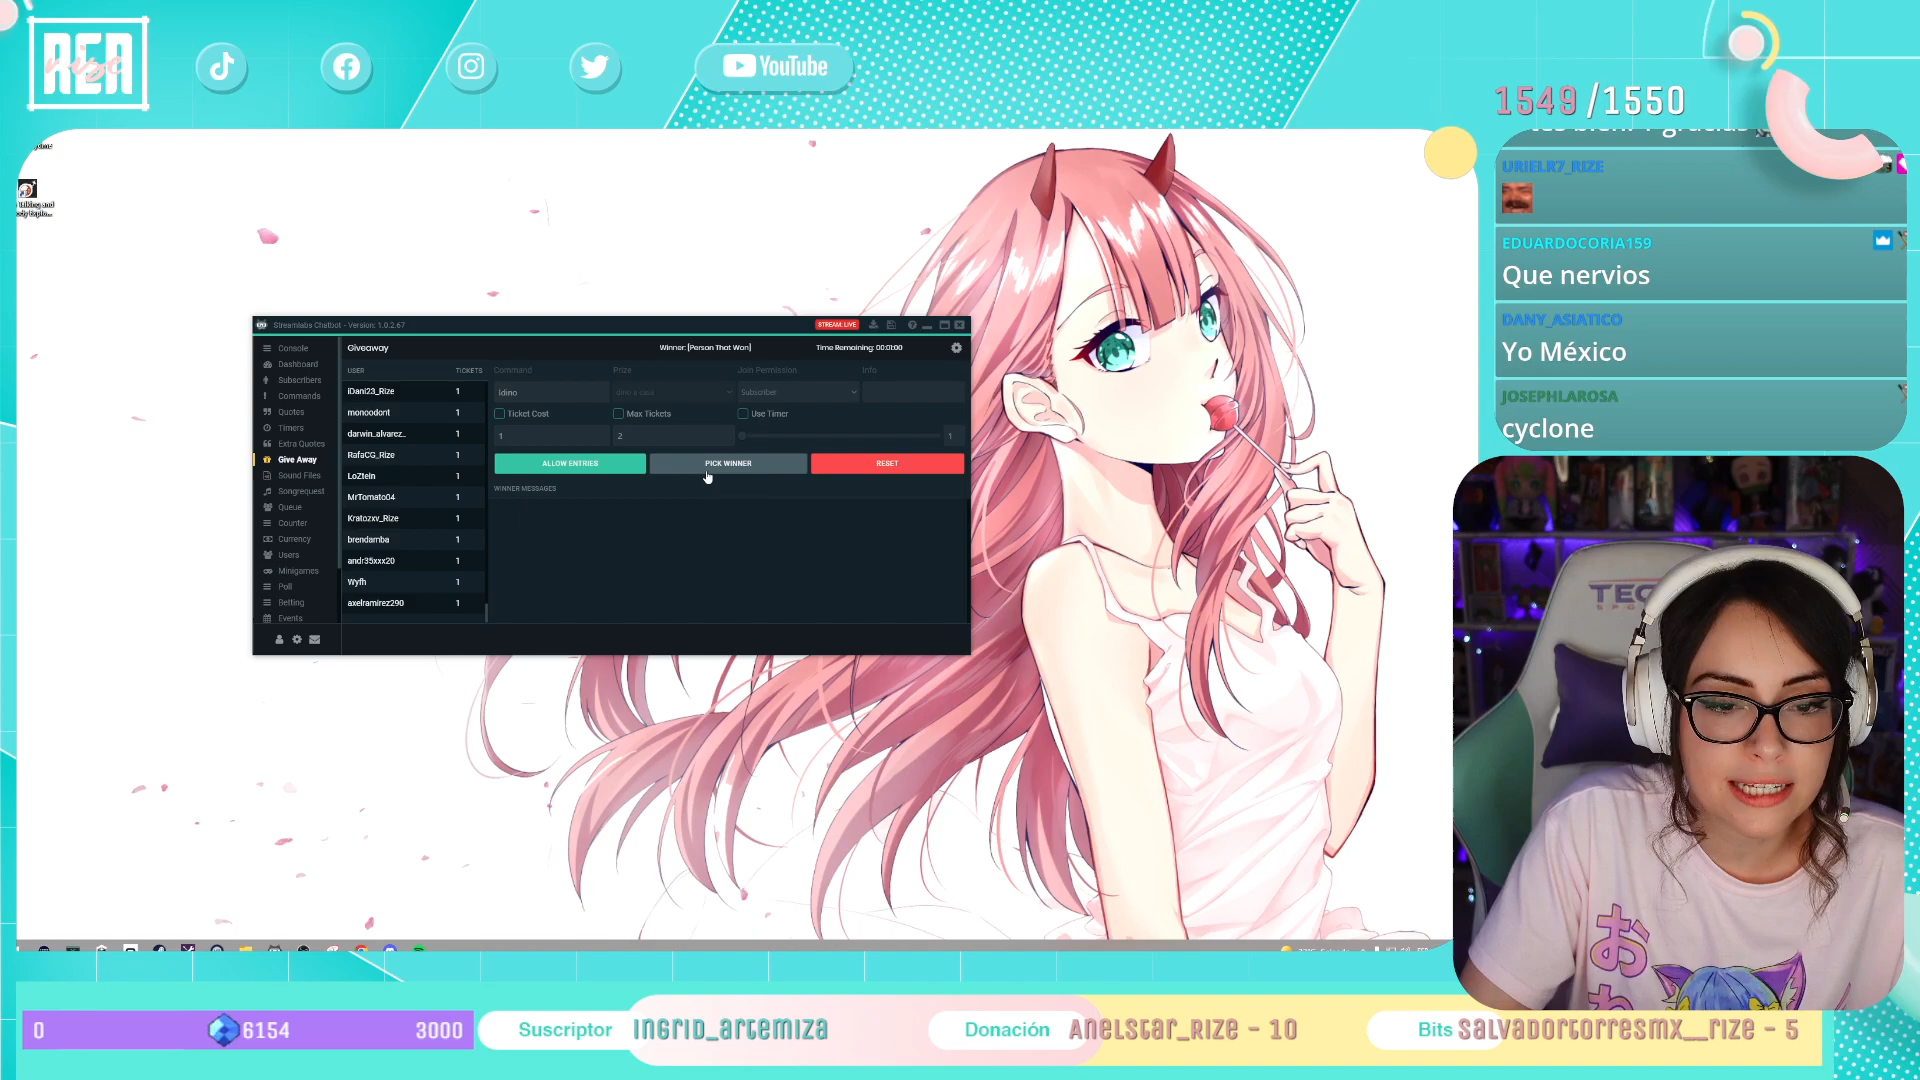 REA
rize
YouTube
1549 /1550
URIELR7_RIZE
EDUARDOCORIA159
Que nervios
DANY_ASIATICO
Yo México
JOSEPHLAROSA
cyclone
Streamlabs Chatbot - Version: 1.0.2.67
STREAM: LIVE
Console
Dashboard
Subscribers
Commands
Quotes
Timers
Extra Quotes
Give Away
Sound Files
Songrequest
Queue
Counter
Currency
Users
Minigames
Poll
Betting
Events
Giveaway
Winner: [Person That Won]
Time Remaining: 00:01:00
USER TICKETS
iDani23_Rize 1
monoodont 1
darwin_alvarez_ 1
RafaCG_Rize 1
LoZtein 1
MrTomato04 1
Kratozxv_Rize 1
brendamba 1
andr35xxx20 1
Wyfh 1
axelramirez290 1
Command Prize Join Permission Info
!dino
Subscriber
Ticket Cost Max Tickets Use Timer
1 2 1
ALLOW ENTRIES PICK WINNER RESET
WINNER MESSAGES
0 6154 3000
Suscriptor Ingrid_artemiza
Donación Anelstar_Rize - 10
Bits salvadortorresmx__rize - 5